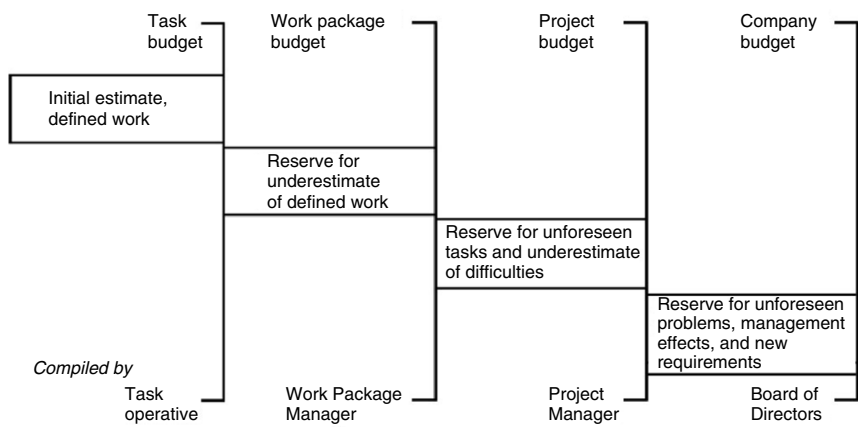 Task
budget
Work package
budget
Project
budget
Company
budget
Initial estimate,
defined work
Reserve for
underestimate
of defined work
Reserve for unforeseen
tasks and underestimate
of difficulties
Reserve for unforeseen
problems, management
effects, and new
requirements
Compiled by
Task
operative
Work Package
Manager
Project
Manager
Board of
Directors